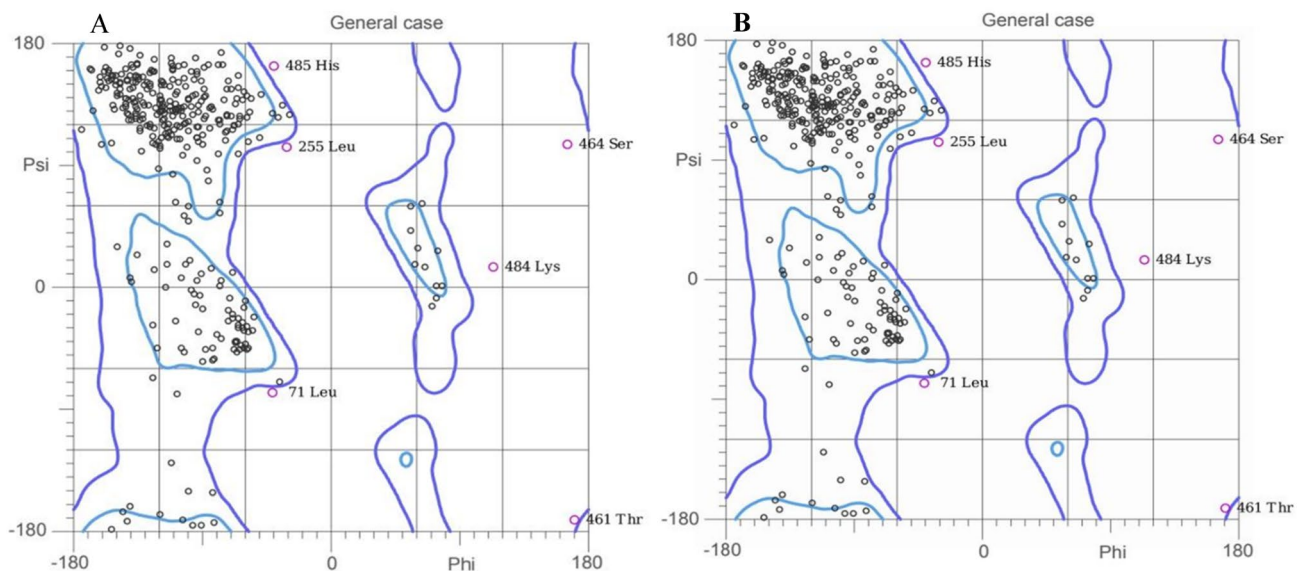 A
General case
180
485 His
255 Leu
464 Ser
Psi
484 Lys
0
71 Leu
461 Thr
-180
-180
0
Phi
180
B
General case
180
485 His
255 Leu
464 Ser
Psi
484 Lys
0
71 Leu
461 Thr
-180
-180
0
Phi
180